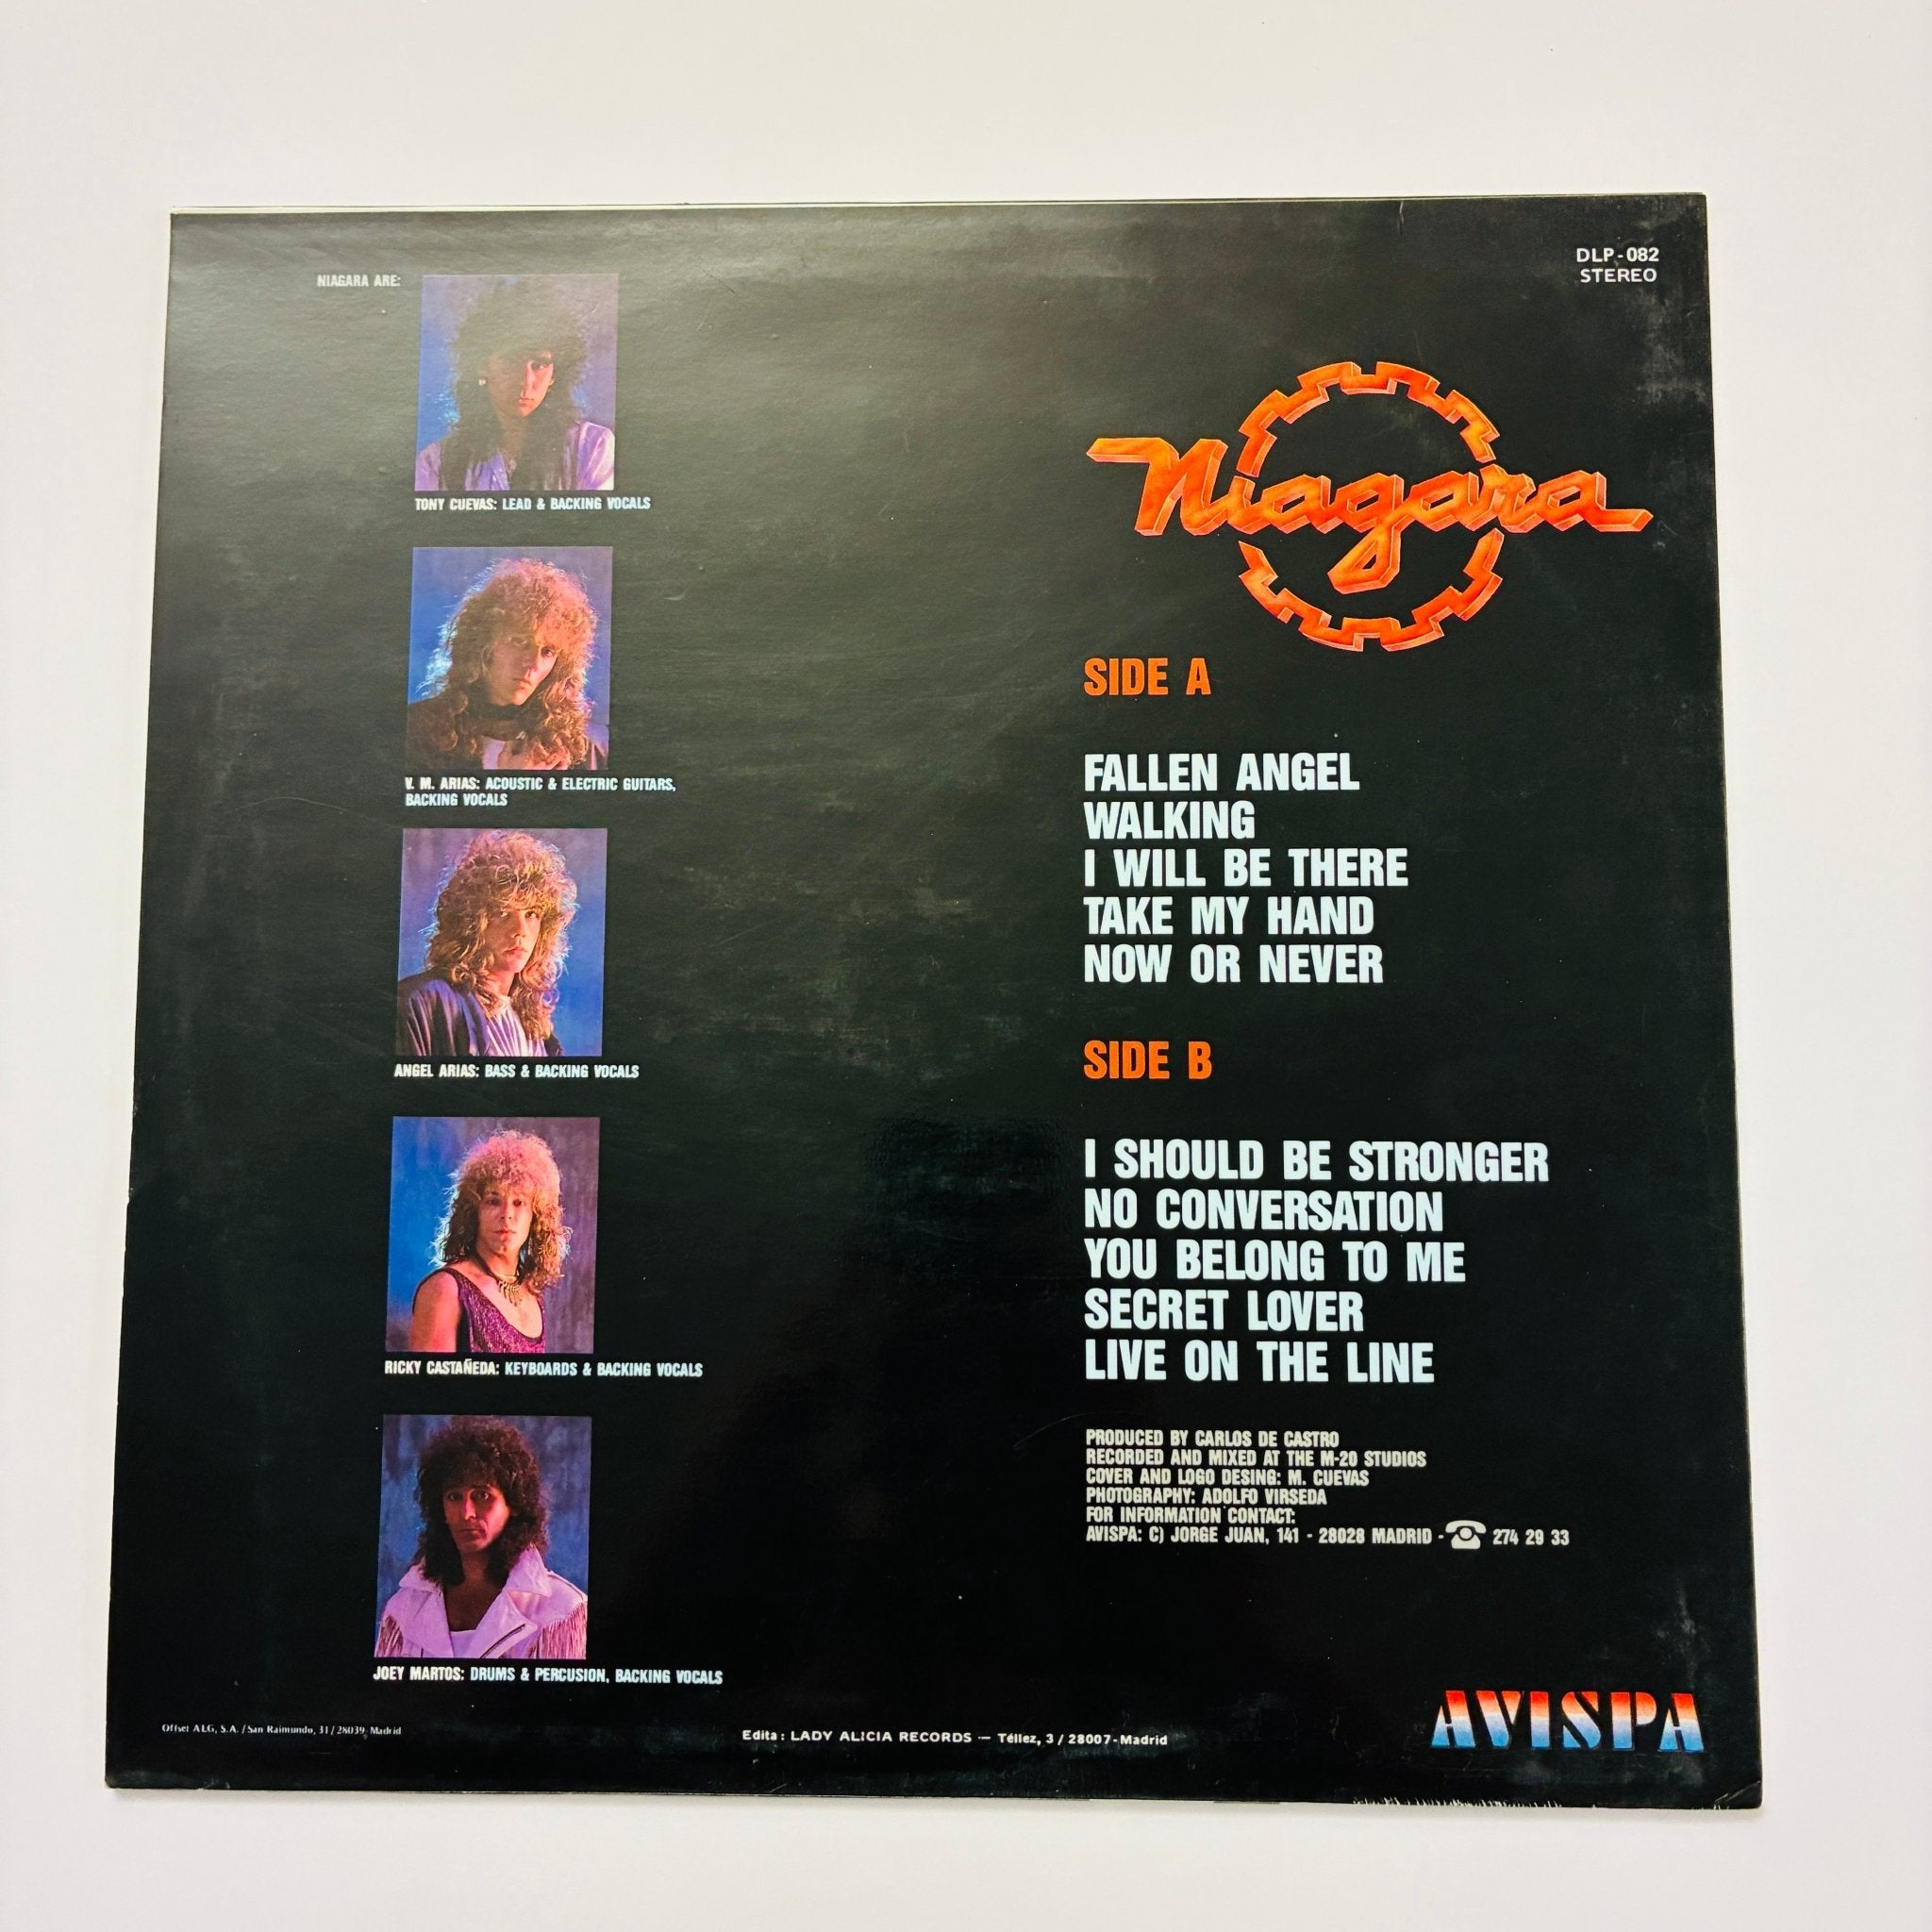 NIAGARA ARE:
TONY CUEVAS: LEAD & BACKING VOCALS
V. M. ARIAS: ACOUSTIC & ELECTRIC GUITARS,
BACKING VOCALS
ANGEL ARIAS: BASS & BACKING VOCALS
RICKY CASTAÑEDA: KEYBOARDS & BACKING VOCALS
JOEY MARTOS: DRUMS & PERCUSION, BACKING VOCALS
DLP-082
STEREO
Niagara
SIDE A
FALLEN ANGEL
WALKING
I WILL BE THERE
TAKE MY HAND
NOW OR NEVER
SIDE B
I SHOULD BE STRONGER
NO CONVERSATION
YOU BELONG TO ME
SECRET LOVER
LIVE ON THE LINE
PRODUCED BY CARLOS DE CASTRO
RECORDED AND MIXED AT THE M-20 STUDIOS
COVER AND LOGO DESING: M. CUEVAS
PHOTOGRAPHY: ADOLFO VIRSEDA
FOR INFORMATION CONTACT:
AVISPA: C) JORGE JUAN, 141 - 28028 MADRID - 274 29 33
AVISPA
Offset ALG, S.A. / San Raimundo, 31 / 28039 Madrid
Edita: LADY ALICIA RECORDS — Téllez, 3 / 28007-Madrid